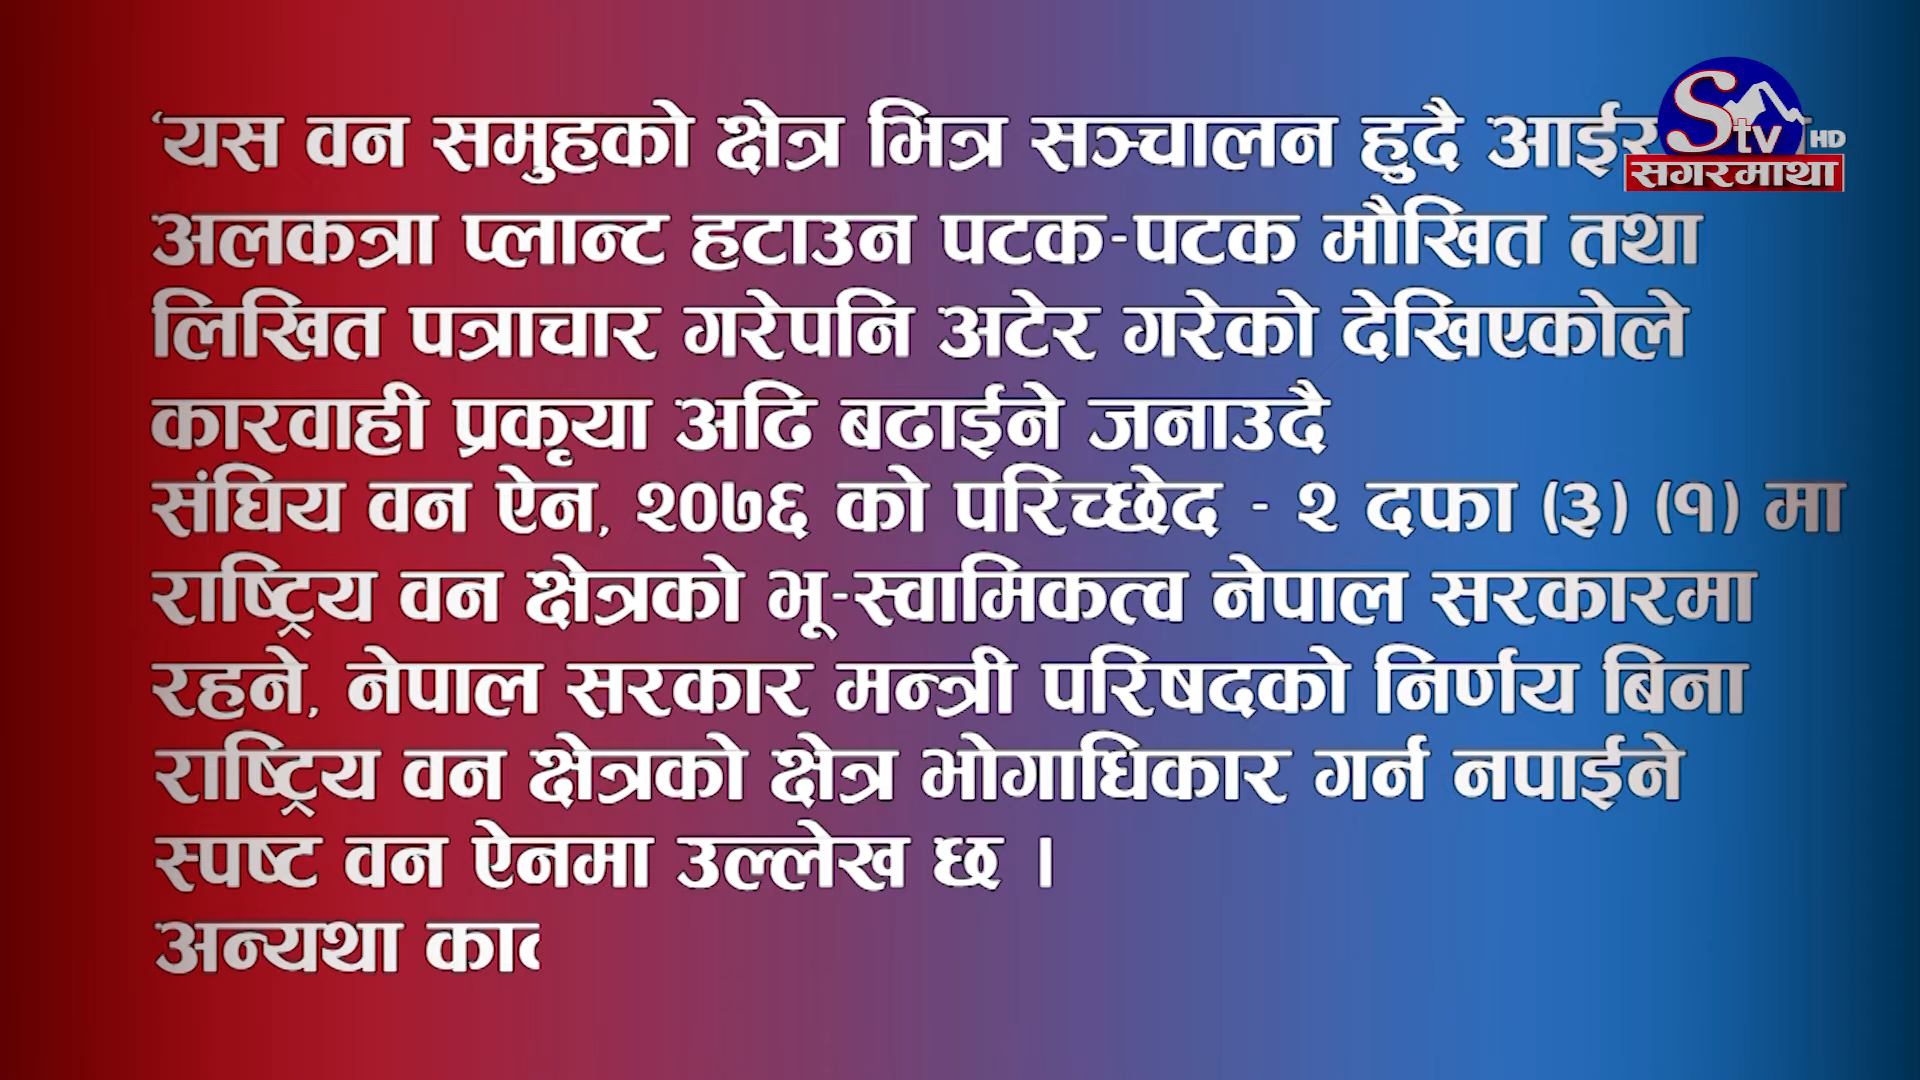 ‘यस वन समुहको क्षेत्र भित्र सञ्चालन हुदै
अलकत्रा प्लान्ट हटाउन पटक-पटक मौखित तथा
लिखित पत्राचार गरेपनि अटेर गरेको देखिएकोले
कारवाही प्रकृया अढि बढाईने जनाउदै
संघिय वन ऐन, २०७६ को परिच्छेद - २ दफा (३) (१) मा
राष्ट्रिय वन क्षेत्रको भू-स्वामिकत्व नेपाल सरकारमा
रहने, नेपाल सरकार मन्त्री परिषदको निर्णय बिना
राष्ट्रिय वन क्षेत्रको क्षेत्र भोगाधिकार गर्न नपाईने
स्पष्ट वन ऐनमा उल्लेख छ ।
अन्यथा
Stv HD
सगरमाथा